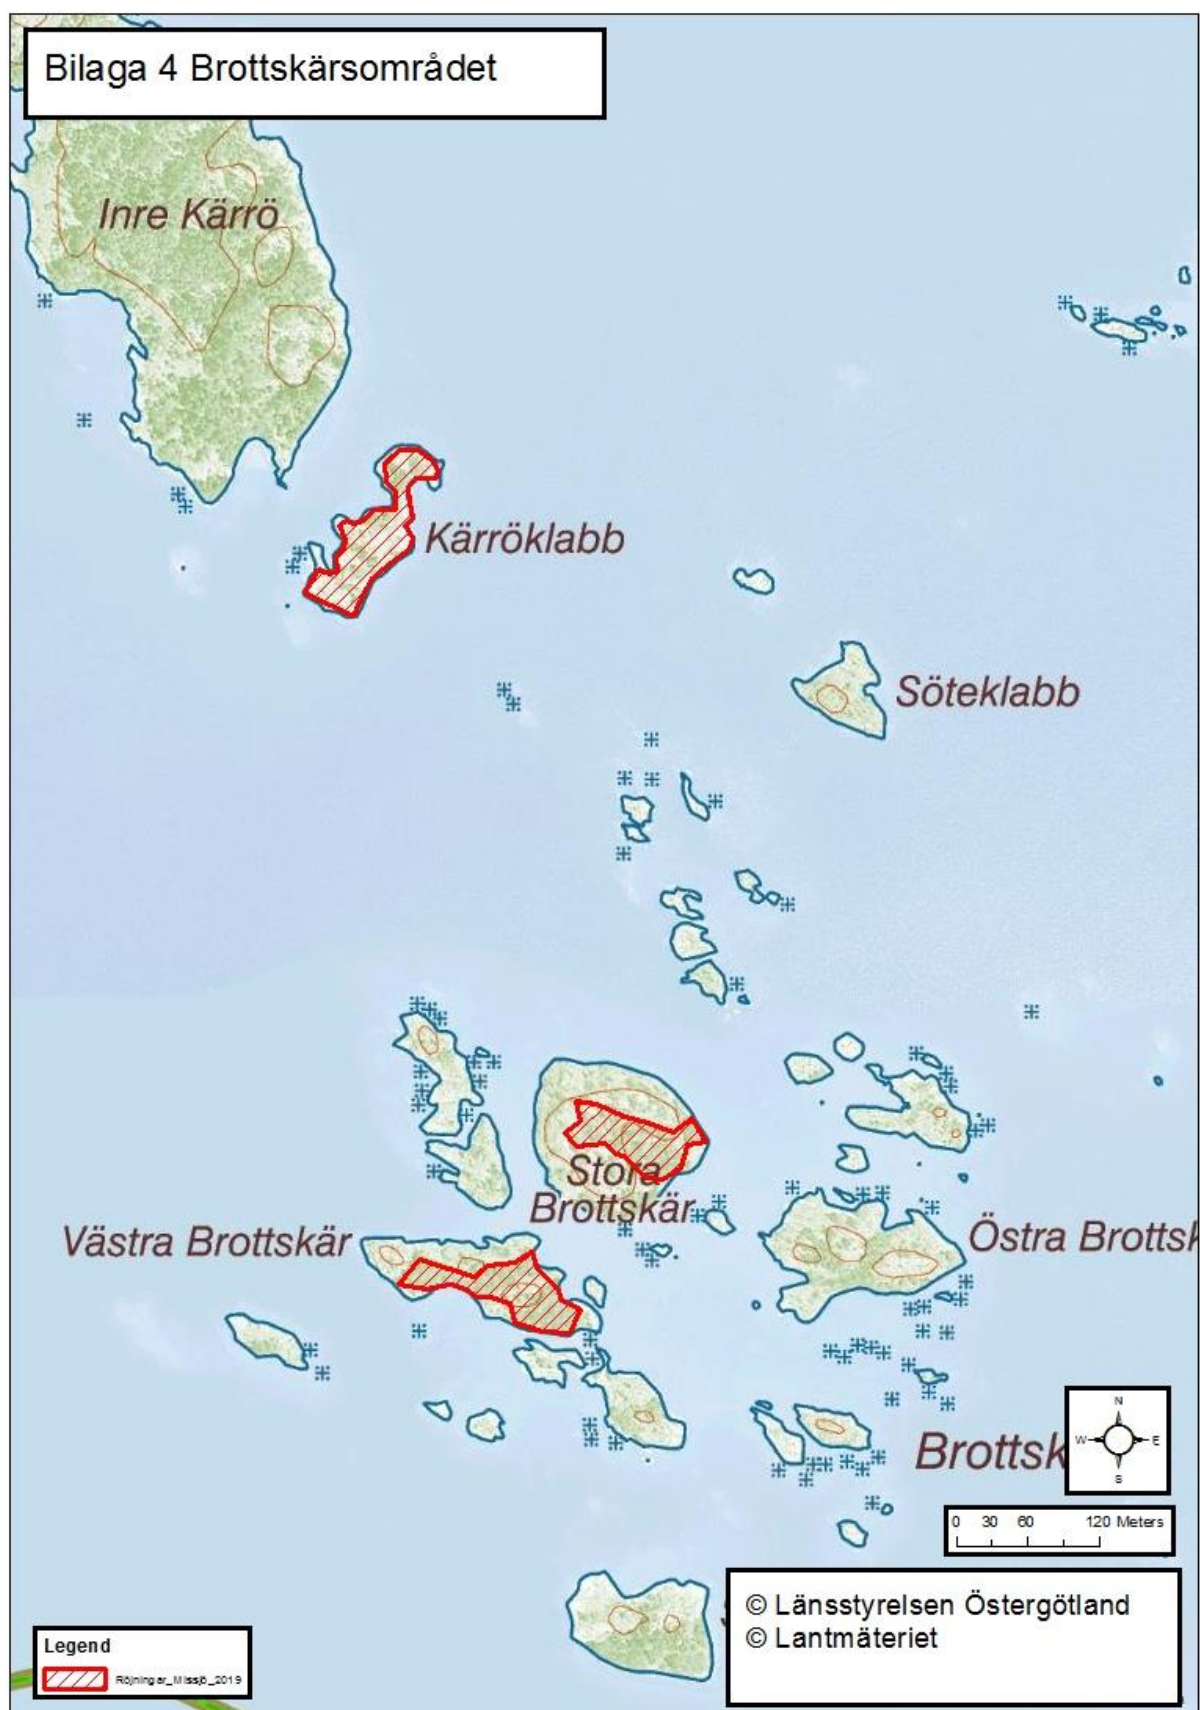 Bilaga 4 Brottskärsområdet
Inre Kärrö
Kärröklabb
Söteklabb
Stora
Brottskär
Västra Brottskär
Östra Brottsk
Brottsk
N
W E
S
0 30 60 120 Meters
© Länsstyrelsen Östergötland
© Lantmäteriet
Legend
Röjningar_Missjö_2019